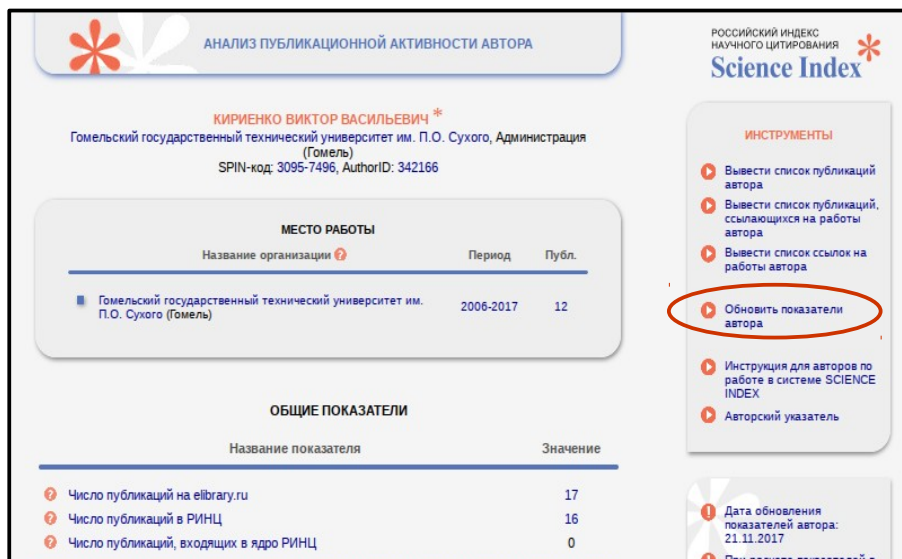 АНАЛИЗ ПУБЛИКАЦИОННОЙ АКТИВНОСТИ АВТОРА
РОССИЙСКИЙ ИНДЕКС
НАУЧНОГО ЦИТИРОВАНИЯ
Science Index
КИРИЕНКО ВИКТОР ВАСИЛЬЕВИЧ *
Гомельский государственный технический университет им. П.О. Сухого, Администрация
(Гомель)
SPIN-код: 3095-7496, AuthorID: 342166
МЕСТО РАБОТЫ
Название организации ? Период Публ.
Гомельский государственный технический университет им. 2006-2017 12
П.О. Сухого (Гомель)
ОБЩИЕ ПОКАЗАТЕЛИ
Название показателя Значение
? Число публикаций на elibrary.ru 17
? Число публикаций в РИНЦ 16
? Число публикаций, входящих в ядро РИНЦ 0
ИНСТРУМЕНТЫ
Вывести список публикаций
автора
Вывести список публикаций,
ссылающихся на работы
автора
Вывести список ссылок на
работы автора
Обновить показатели
автора
Инструкция для авторов по
работе в системе SCIENCE
INDEX
Авторский указатель
! Дата обновления
показателей автора:
21.11.2017